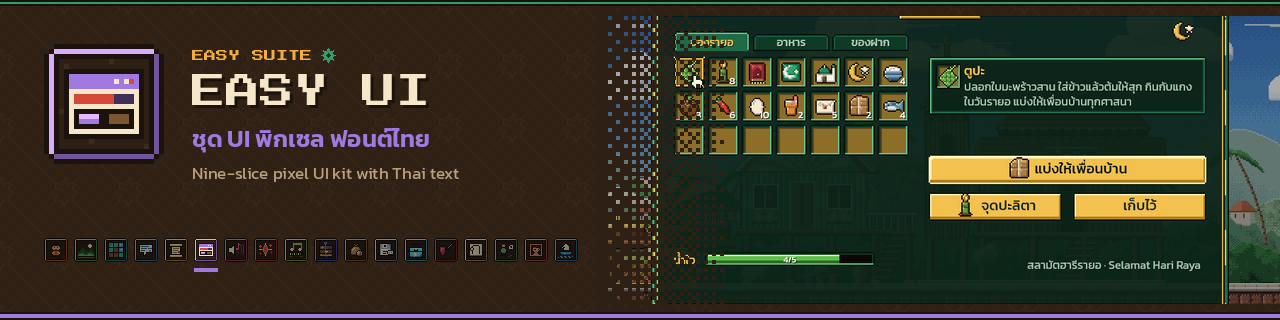 EASY SUITE
EASY UI
ชุด UI พิกเซล ฟอนต์ไทย
Nine-slice pixel UI kit with Thai text
ของรายอ
อาหาร
ของฝาก
8
4
3
6
10
2
5
2
4
ตูปะ
ปลอกใบมะพร้าวสาน ใส่ข้าวแล้วต้มให้สุก กินกับแกง
ในวันรายอ แบ่งให้เพื่อนบ้านทุกศาสนา
แบ่งให้เพื่อนบ้าน
จุดปะลิตา
เก็บไว้
4/5
สลามัตฮารีรายอ · Selamat Hari Raya